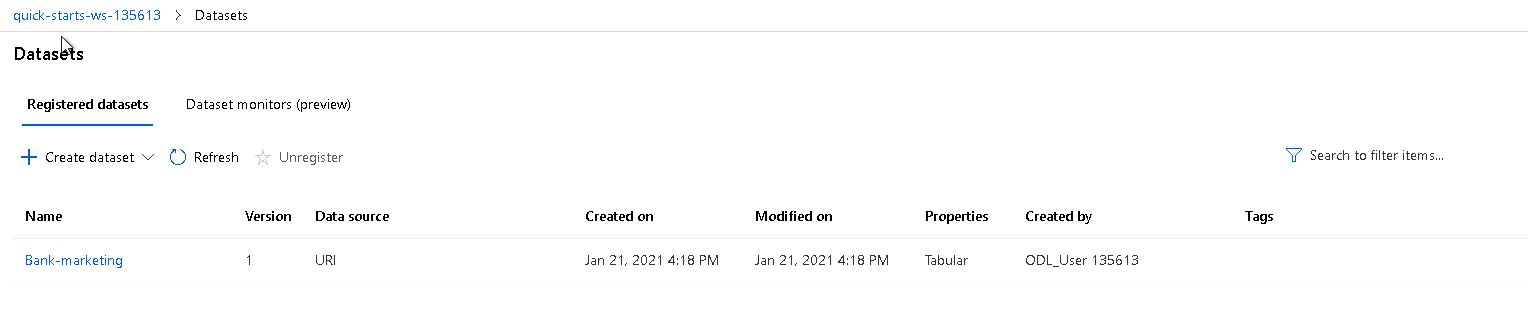 quick-starts-ws-135613 > Datasets
Datasets
Registered datasets Dataset monitors (preview)
Create dataset Refresh Unregister Search to filter items...
Name Version Data source Created on Modified on Properties Created by Tags
Bank-marketing 1 URI Jan 21, 2021 4:18 PM Jan 21, 2021 4:18 PM Tabular ODL_User 135613